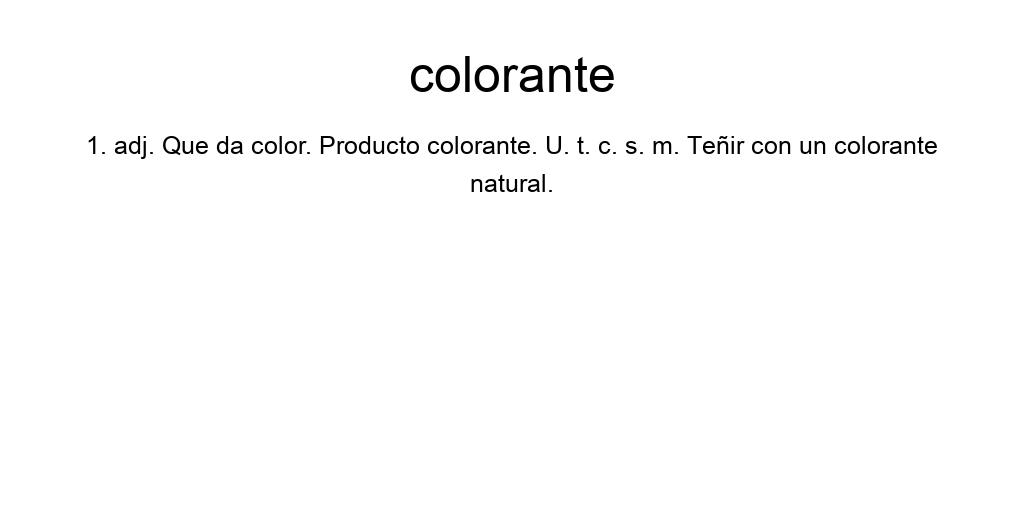 colorante
1. adj. Que da color. Producto colorante. U. t. c. s. m. Teñir con un colorante
natural.